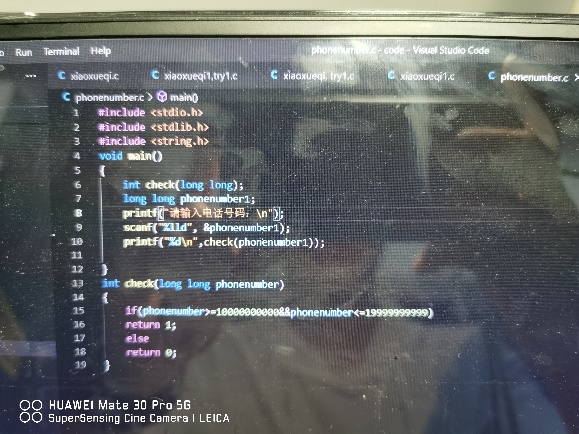 Run Terminal Help phonenumber.c - code - Visual Studio Code
xiaoxueqi.c xiaoxueqi1,try1.c xiaoxueqi, try1.c xiaoxueqi1.c phonenumber.c
phonenumber.c > main()
1 #include <stdio.h>
2 #include <stdlib.h>
3 #include <string.h>
4 void main()
5 {
6 int check(long long);
7 long long phonenumber1;
8 printf("请输入电话号码：\n");
9 scanf("%lld", &phonenumber1);
10 printf("%d\n",check(phonenumber1));
11
12 }
13 int check(long long phonenumber)
14 {
15 if(phonenumber>=10000000000&&phonenumber<=19999999999)
16 return 1;
17 else
18 return 0;
19 }
HUAWEI Mate 30 Pro 5G
SuperSensing Cine Camera | LEICA